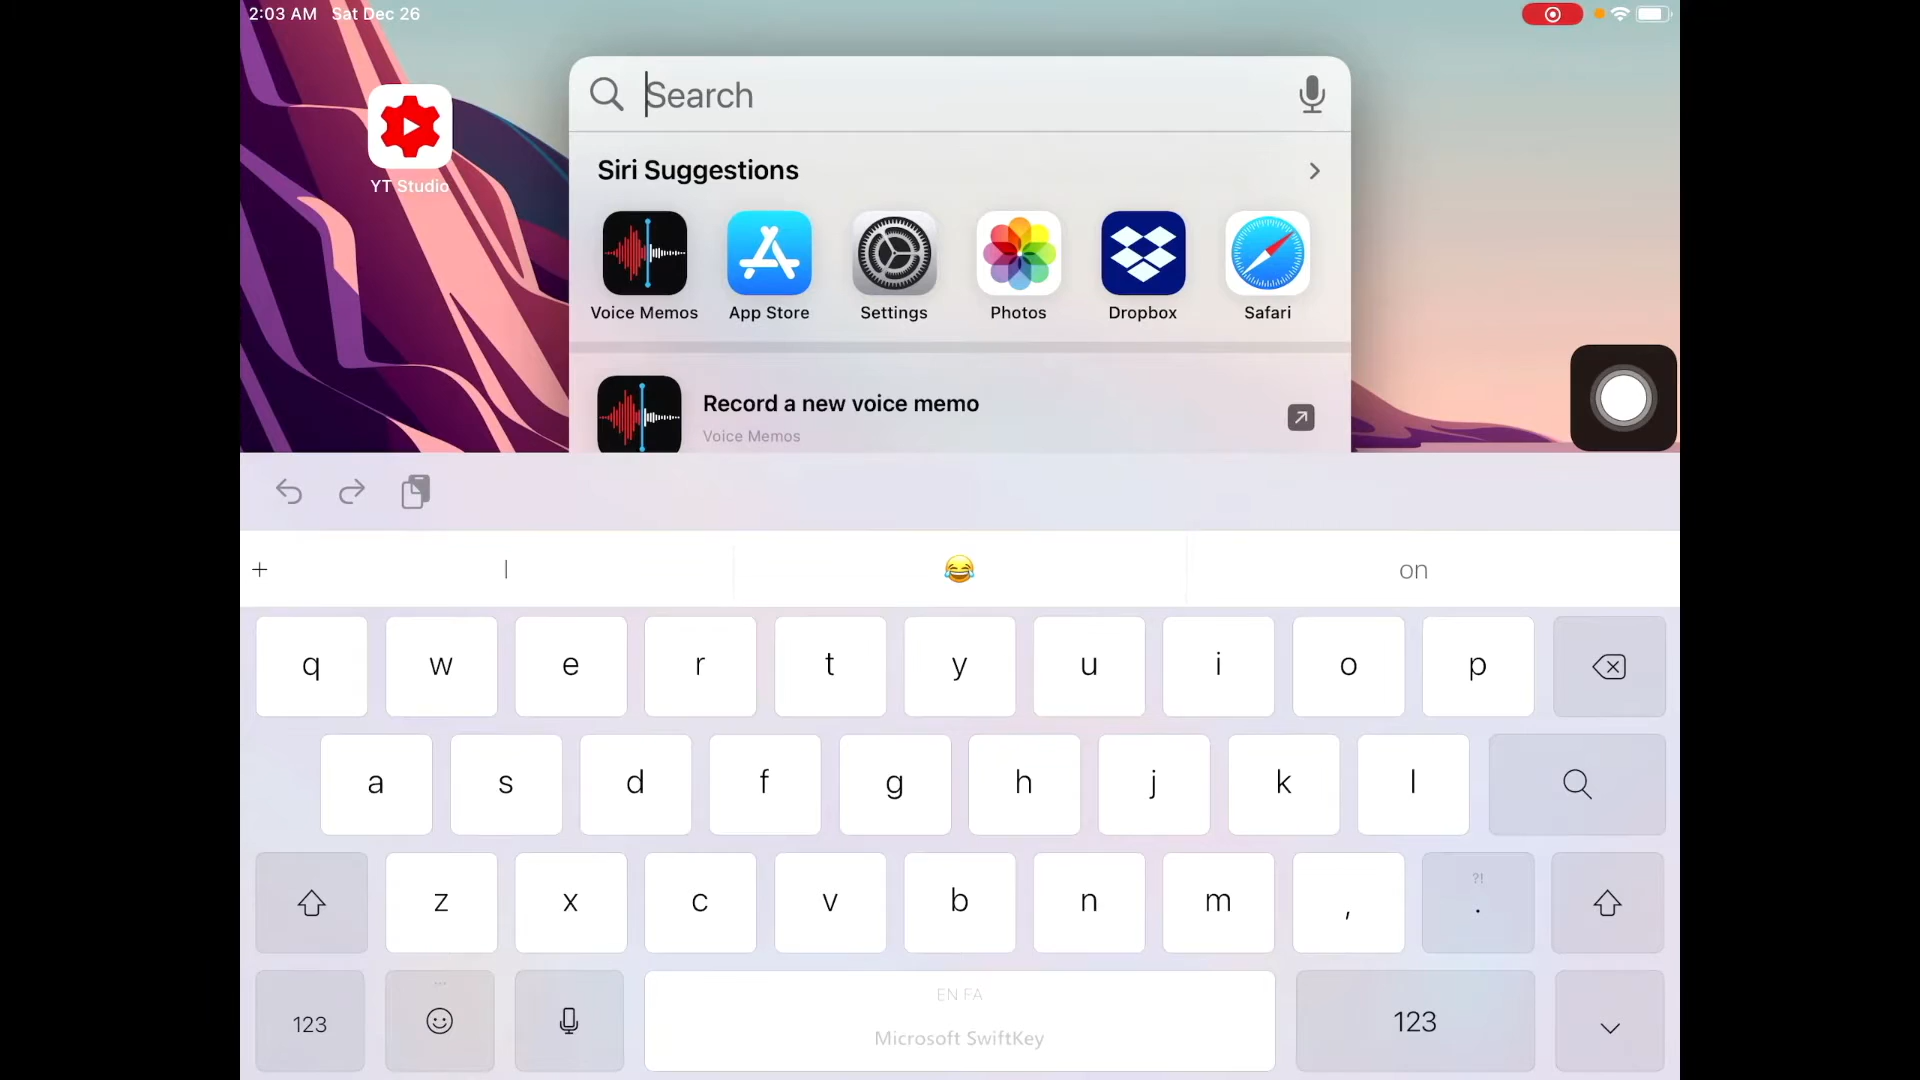 2:03 AM Sat Dec 26
Search
YT Studio
Siri Suggestions
Voice Memos App Store Settings Photos Dropbox Safari
Record a new voice memo
Voice Memos
I 😂 on
q w e r t y u i o p
a s d f g h j k l
?!
z x c v b n m , .
EN FA
123 Microsoft SwiftKey 123